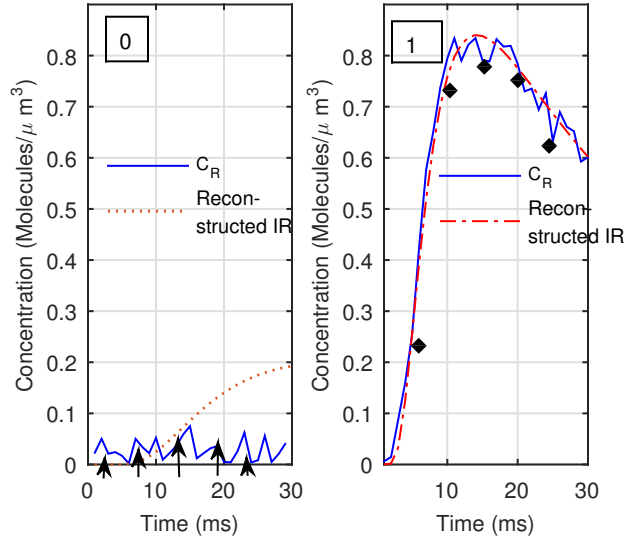 0
Concentration (Molecules/μ m³)
0.8
0.7
0.6
0.5
0.4
0.3
0.2
0.1
0
C_R
Recon-
structed IR
0 10 20 30
Time (ms)
1
Concentration (Molecules/μ m³)
0.8
0.7
0.6
0.5
0.4
0.3
0.2
0.1
0
C_R
Recon-
structed IR
10 20 30
Time (ms)